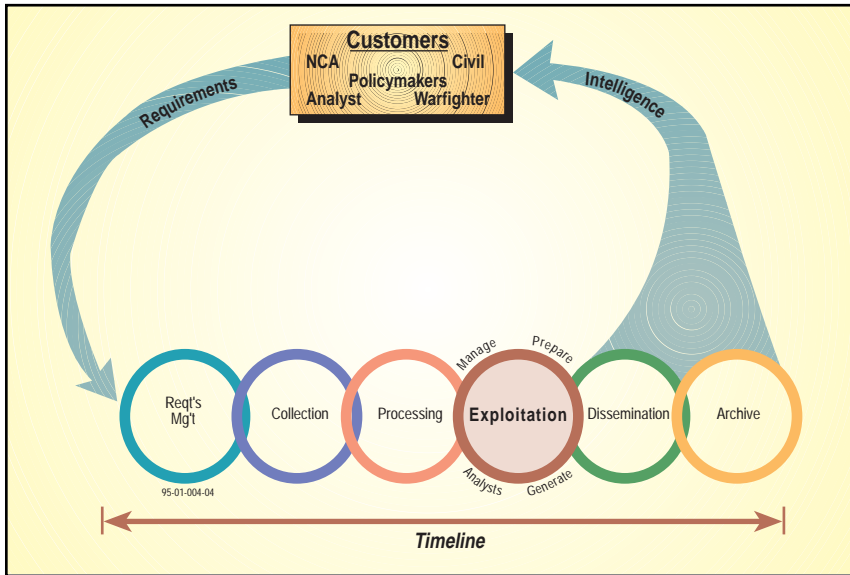 Customers
NCA Civil
Policymakers
Analyst Warfighter
Requirements
Intelligence
Manage Prepare
Reqt's
Mg't
Collection
Processing
Exploitation
Dissemination
Archive
Analysts Generate
95-01-004-04
Timeline